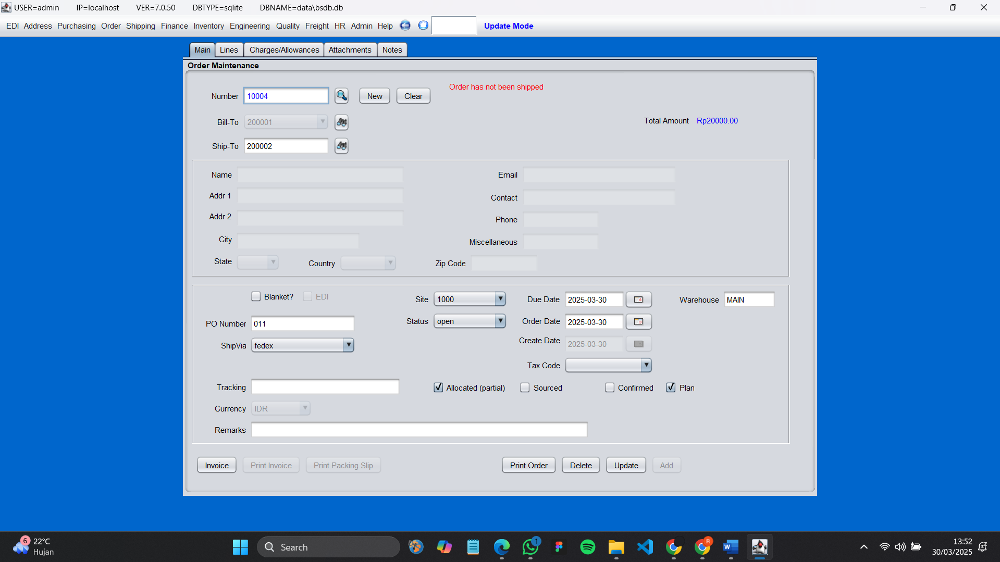 USER=admin IP=localhost VER=7.0.50 DBTYPE=sqlite DBNAME=data\bsdb.db
EDI Address Purchasing Order Shipping Finance Inventory Engineering Quality Freight HR Admin Help Update Mode
Main Lines Charges/Allowances Attachments Notes
Order Maintenance
Order has not been shipped
Number 10004 New Clear
Bill-To 200001 Total Amount Rp20000.00
Ship-To 200002
Name Email
Addr 1 Contact
Addr 2 Phone
City Miscellaneous
State Country Zip Code
Blanket? EDI Site 1000 Due Date 2025-03-30 Warehouse MAIN
PO Number 011 Status open Order Date 2025-03-30
ShipVia fedex Create Date 2025-03-30
Tax Code
Tracking Allocated (partial) Sourced Confirmed Plan
Currency IDR
Remarks
Invoice Print Invoice Print Packing Slip Print Order Delete Update Add
6 22°C Hujan
Search
1
R
13:52
30/03/2025